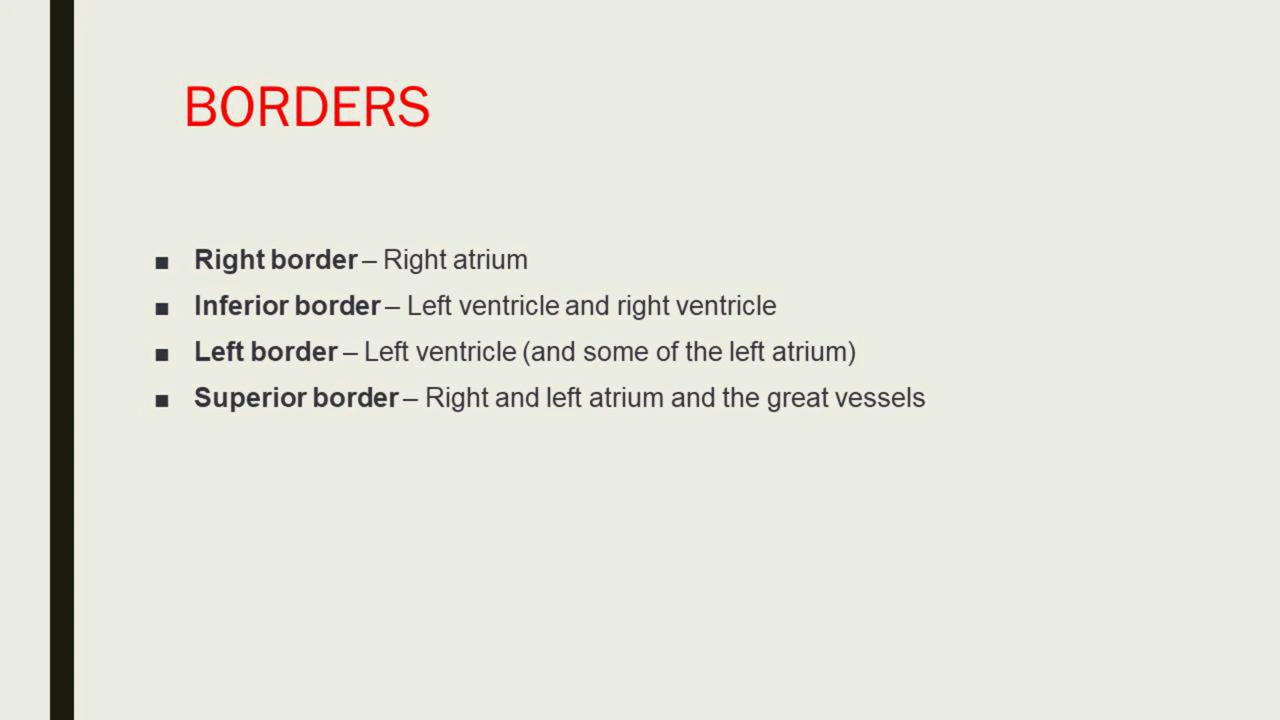 BORDERS
■ Right border – Right atrium
■ Inferior border – Left ventricle and right ventricle
■ Left border – Left ventricle (and some of the left atrium)
■ Superior border – Right and left atrium and the great vessels